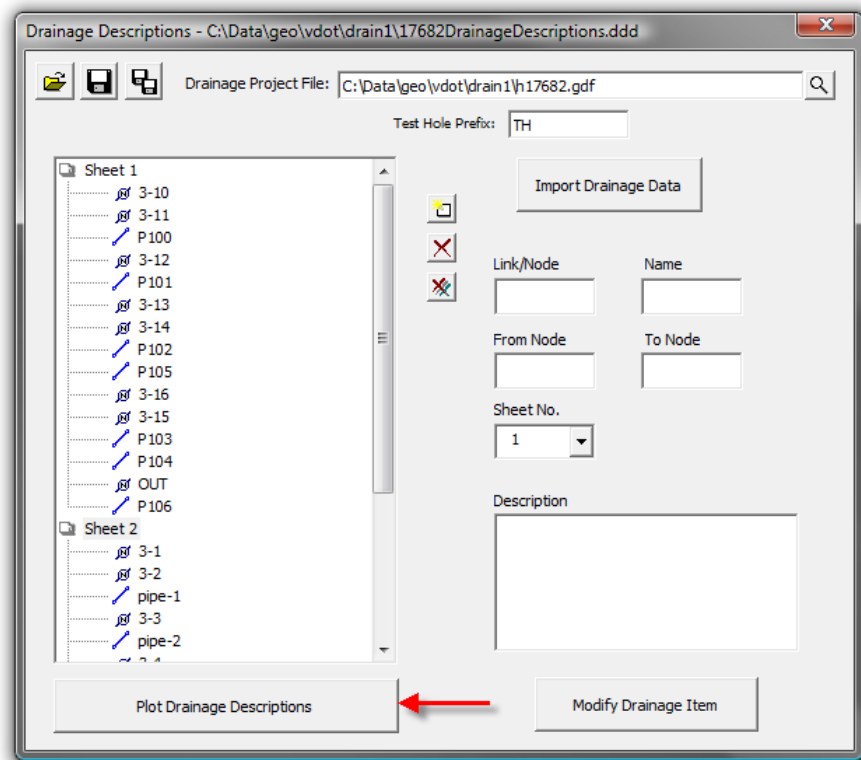 Drainage Descriptions - C:\Data\geo\vdot\drain1\17682DrainageDescriptions.ddd
Drainage Project File: C:\Data\geo\vdot\drain1\h17682.gdf
Test Hole Prefix: TH
Sheet 1
3-10
3-11
P100
3-12
P101
3-13
3-14
P102
P105
3-16
3-15
P103
P104
OUT
P106
Sheet 2
3-1
3-2
pipe-1
3-3
pipe-2
Import Drainage Data
Link/Node Name
From Node To Node
Sheet No.
1
Description
Plot Drainage Descriptions
Modify Drainage Item